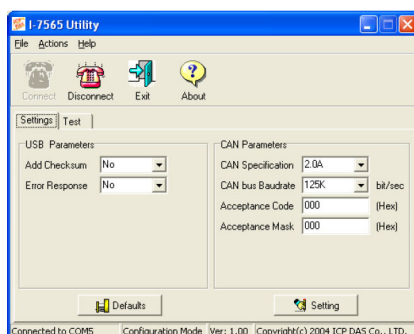 I-7565 Utility
File Actions Help
Connect Disconnect Exit About
Settings Test
USB Parameters
Add Checksum No
Error Response No
CAN Parameters
CAN Specification 2.0A
CAN bus Baudrate 125K bit/sec
Acceptance Code 000 (Hex)
Acceptance Mask 000 (Hex)
Defaults
Setting
Connected to COM5 Configuration Mode Ver: 1.00 Copyright(c) 2004 ICP DAS Co., LTD.